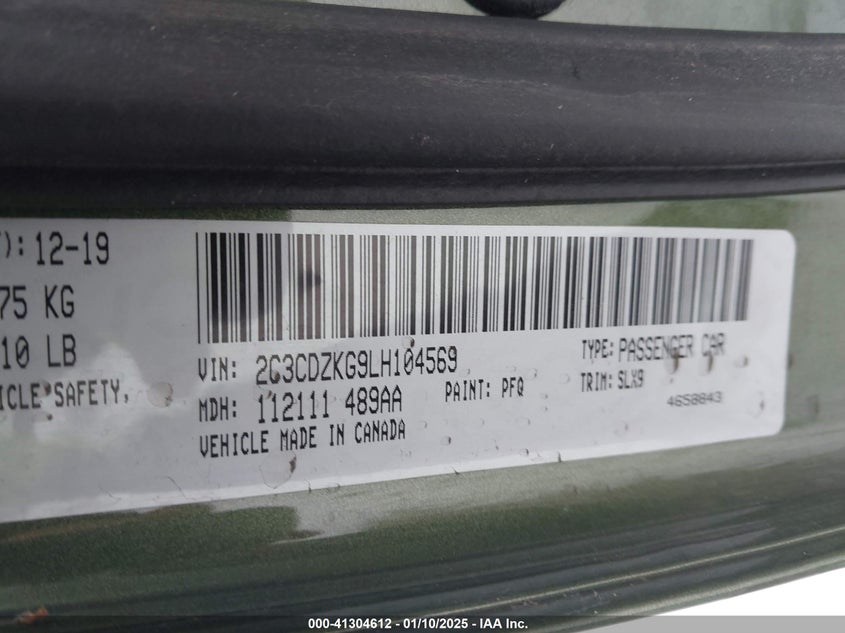 ): 12-19
75 KG
10 LB
ICLE SAFETY,
VIN: 2C3CDZKG9LH104569
TYPE: PASSENGER CAR
MDH: 112111 489AA
PAINT: PFQ
TRIM: SLX9
4658843
VEHICLE MADE IN CANADA
000-41304612 — 01/10/2025 — IAA Inc.